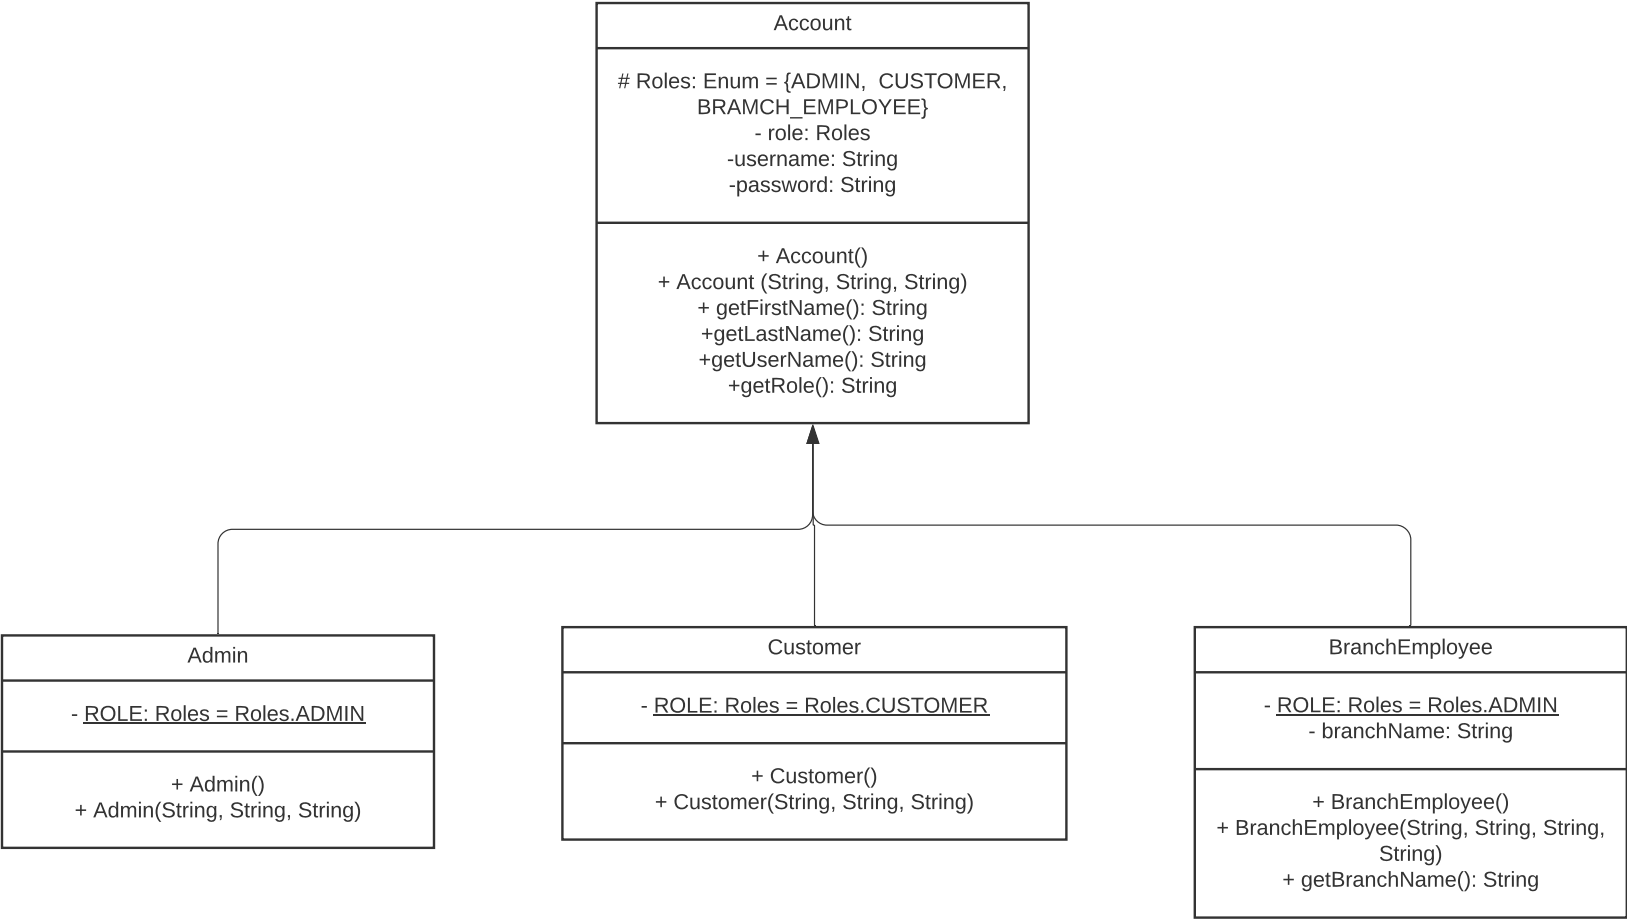 Account
# Roles: Enum = {ADMIN,  CUSTOMER,
BRAMCH_EMPLOYEE}
- role: Roles
-username: String
-password: String
+ Account()
+ Account (String, String, String)
+ getFirstName(): String
+getLastName(): String
+getUserName(): String
+getRole(): String
Admin
- ROLE: Roles = Roles.ADMIN
+ Admin()
+ Admin(String, String, String)
Customer
- ROLE: Roles = Roles.CUSTOMER
+ Customer()
+ Customer(String, String, String)
BranchEmployee
- ROLE: Roles = Roles.ADMIN
- branchName: String
+ BranchEmployee()
+ BranchEmployee(String, String, String,
String)
+ getBranchName(): String